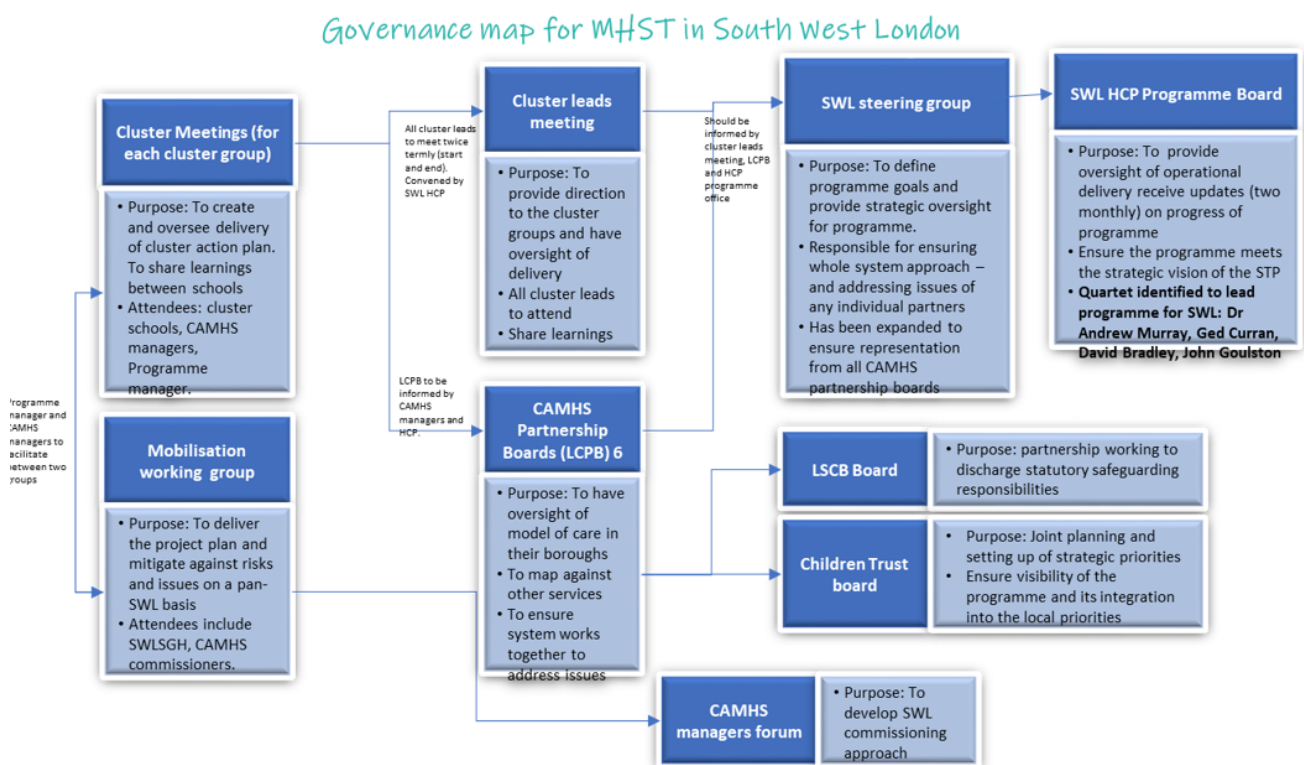 Governance map for MHST in South West London
Cluster Meetings (for
each cluster group)
• Purpose: To create
and oversee delivery
of cluster action plan.
To share learnings
between schools
• Attendees: cluster
schools, CAMHS
managers,
Programme
manager.
Programme
manager and
CAMHS
managers to
facilitate
between two
groups
Mobilisation
working group
• Purpose: To deliver
the project plan and
mitigate against risks
and issues on a pan-
SWL basis
• Attendees include
SWLSGH, CAMHS
commissioners.
All cluster leads
to meet twice
termly (start
and end).
Convened by
SWL HCP
Cluster leads
meeting
• Purpose: To
provide direction
to the cluster
groups and have
oversight of
delivery
• All cluster leads
to attend
• Share learnings
LCPB to be
informed by
CAMHS
managers and
HCP.
CAMHS
Partnership
Boards (LCPB) 6
• Purpose: To have
oversight of
model of care in
their boroughs
• To map against
other services
• To ensure
system works
together to
address issues
Should be
informed by
cluster leads
meeting, LCPB
and HCP
programme
office
SWL steering group
• Purpose: To define
programme goals and
provide strategic oversight
for programme.
• Responsible for ensuring
whole system approach –
and addressing issues of
any individual partners
• Has been expanded to
ensure representation
from all CAMHS
partnership boards
SWL HCP Programme Board
• Purpose: To provide
oversight of operational
delivery receive updates (two
monthly) on progress of
programme
• Ensure the programme meets
the strategic vision of the STP
• Quartet identified to lead
programme for SWL: Dr
Andrew Murray, Ged Curran,
David Bradley, John Goulston
LSCB Board
• Purpose: partnership working to
discharge statutory safeguarding
responsibilities
Children Trust
board
• Purpose: Joint planning and
setting up of strategic priorities
• Ensure visibility of the
programme and its integration
into the local priorities
CAMHS
managers forum
• Purpose: To
develop SWL
commissioning
approach